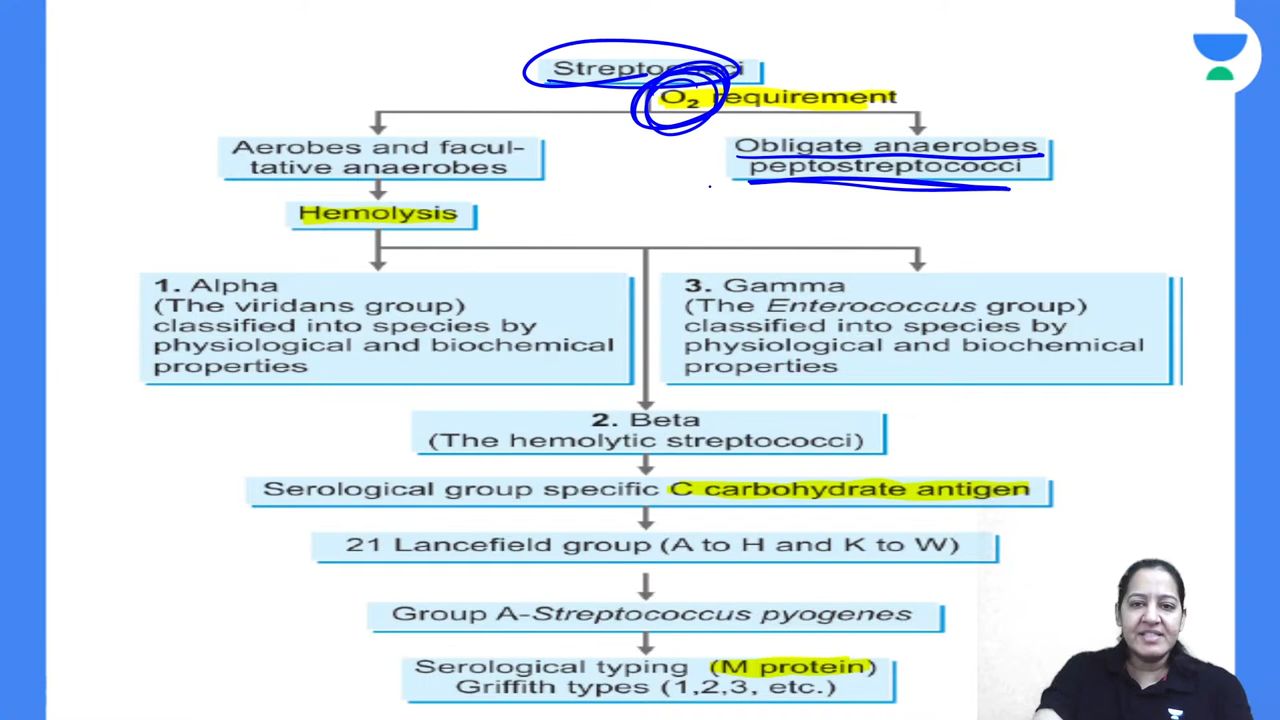 Streptococci
O₂ requirement
Aerobes and facul-
tative anaerobes
Obligate anaerobes
peptostreptococci
Hemolysis
1. Alpha
(The viridans group)
classified into species by
physiological and biochemical
properties
3. Gamma
(The Enterococcus group)
classified into species by
physiological and biochemical
properties
2. Beta
(The hemolytic streptococci)
Serological group specific C carbohydrate antigen
21 Lancefield group (A to H and K to W)
Group A-Streptococcus pyogenes
Serological typing (M protein)
Griffith types (1,2,3, etc.)